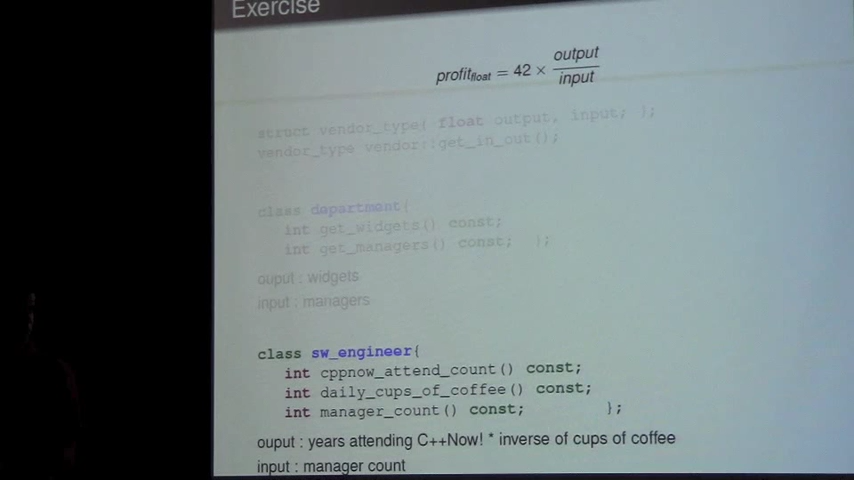 Exercise
profit_float = 42 × output / input
struct vendor_type{ float output, input; };
vendor_type vendor::get_in_out();
class department{
int get_widgets() const;
int get_managers() const; };
ouput : widgets
input : managers
class sw_engineer{
int cppnow_attend_count() const;
int daily_cups_of_coffee() const;
int manager_count() const; };
ouput : years attending C++Now! * inverse of cups of coffee
input : manager count